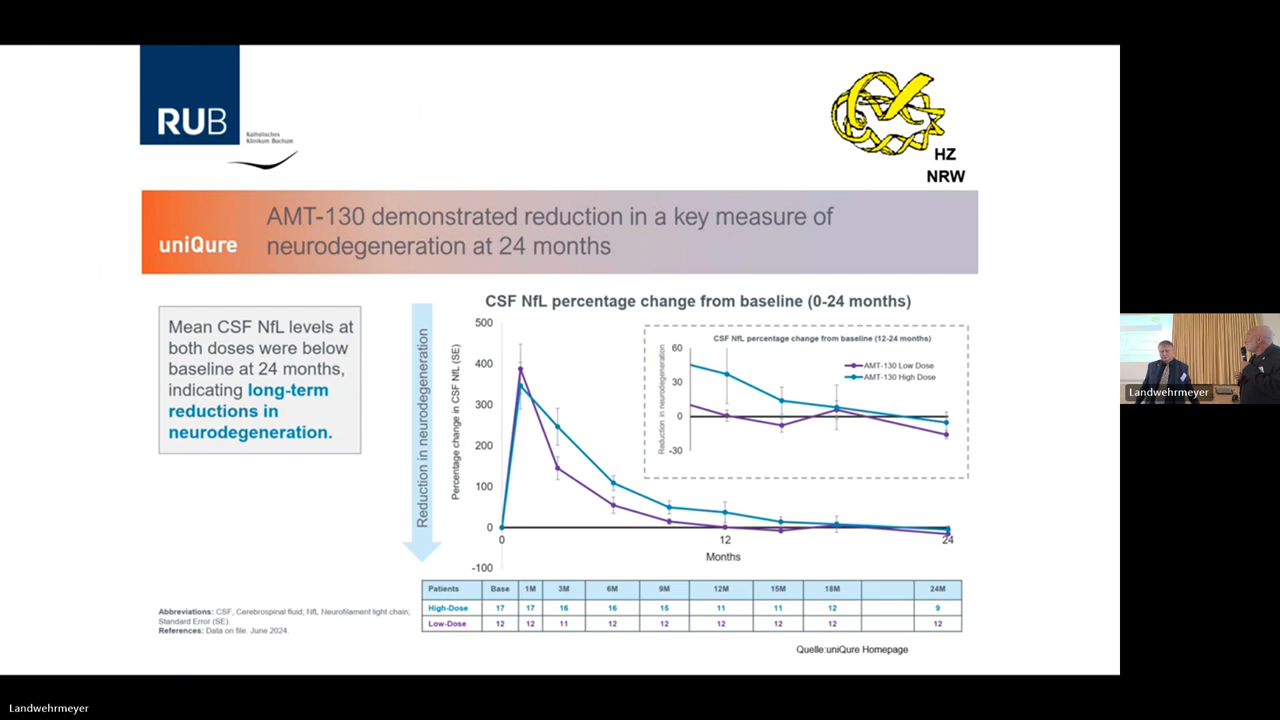 RUB
Katholisches
Klinikum Bochum
HZ
NRW
uniQure
AMT-130 demonstrated reduction in a key measure of
neurodegeneration at 24 months
Mean CSF NfL levels at
both doses were below
baseline at 24 months,
indicating long-term
reductions in
neurodegeneration.
Reduction in neurodegeneration
CSF NfL percentage change from baseline (0-24 months)
Percentage change in CSF NfL (SE)
500
400
300
200
100
0
-100
0
12
24
Months
CSF NfL percentage change from baseline (12-24 months)
Reduction in neurodegeneration
60
30
0
-30
AMT-130 Low Dose
AMT-130 High Dose
Patients Base 1M 3M 6M 9M 12M 15M 18M 24M
High-Dose 17 17 16 16 15 11 11 12 9
Low-Dose 12 12 11 12 12 12 12 12 12
Abbreviations: CSF, Cerebrospinal fluid; NfL Neurofilament light chain;
Standard Error (SE).
References: Data on file. June 2024.
Quelle:uniQure Homepage
Landwehrmeyer
Landwehrmeyer